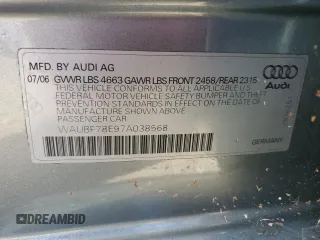 MFD. BY AUDI AG
07/06 GVWR LBS 4663 GAWR LBS FRONT 2458/REAR 2315
THIS VEHICLE CONFORMS TO ALL APPLICABLE U.S.
FEDERAL MOTOR VEHICLE SAFETY BUMPER AND THEFT
PREVENTION STANDARDS IN EFFECT ON THE DATE OF
MANUFACTURE SHOWN ABOVE.
PASSENGER CAR
WAUBF78E97A038568
Audi
GERMANY
DREAMBID